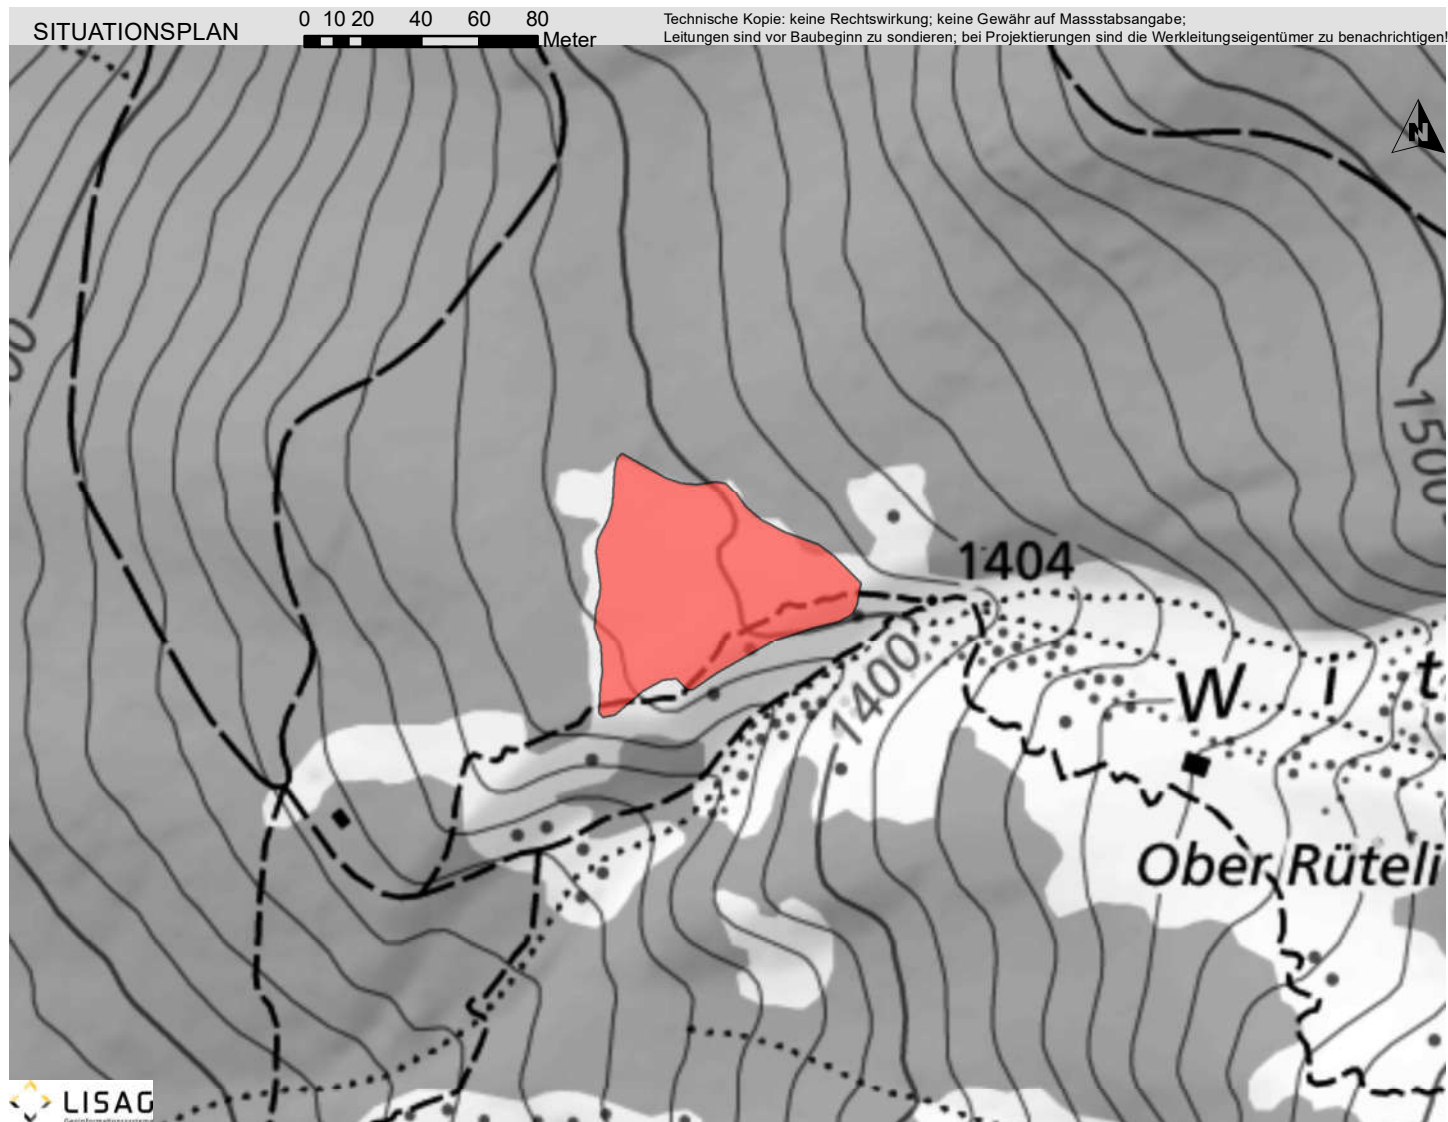 SITUATIONSPLAN
0 10 20 40 60 80
Meter
Technische Kopie: keine Rechtswirkung; keine Gewähr auf Massstabsangabe;
Leitungen sind vor Baubeginn zu sondieren; bei Projektierungen sind die Werkleitungseigentümer zu benachrichtigen!
N
00
1500
1404
1400
W i t
Ober Rüteli
LISAG